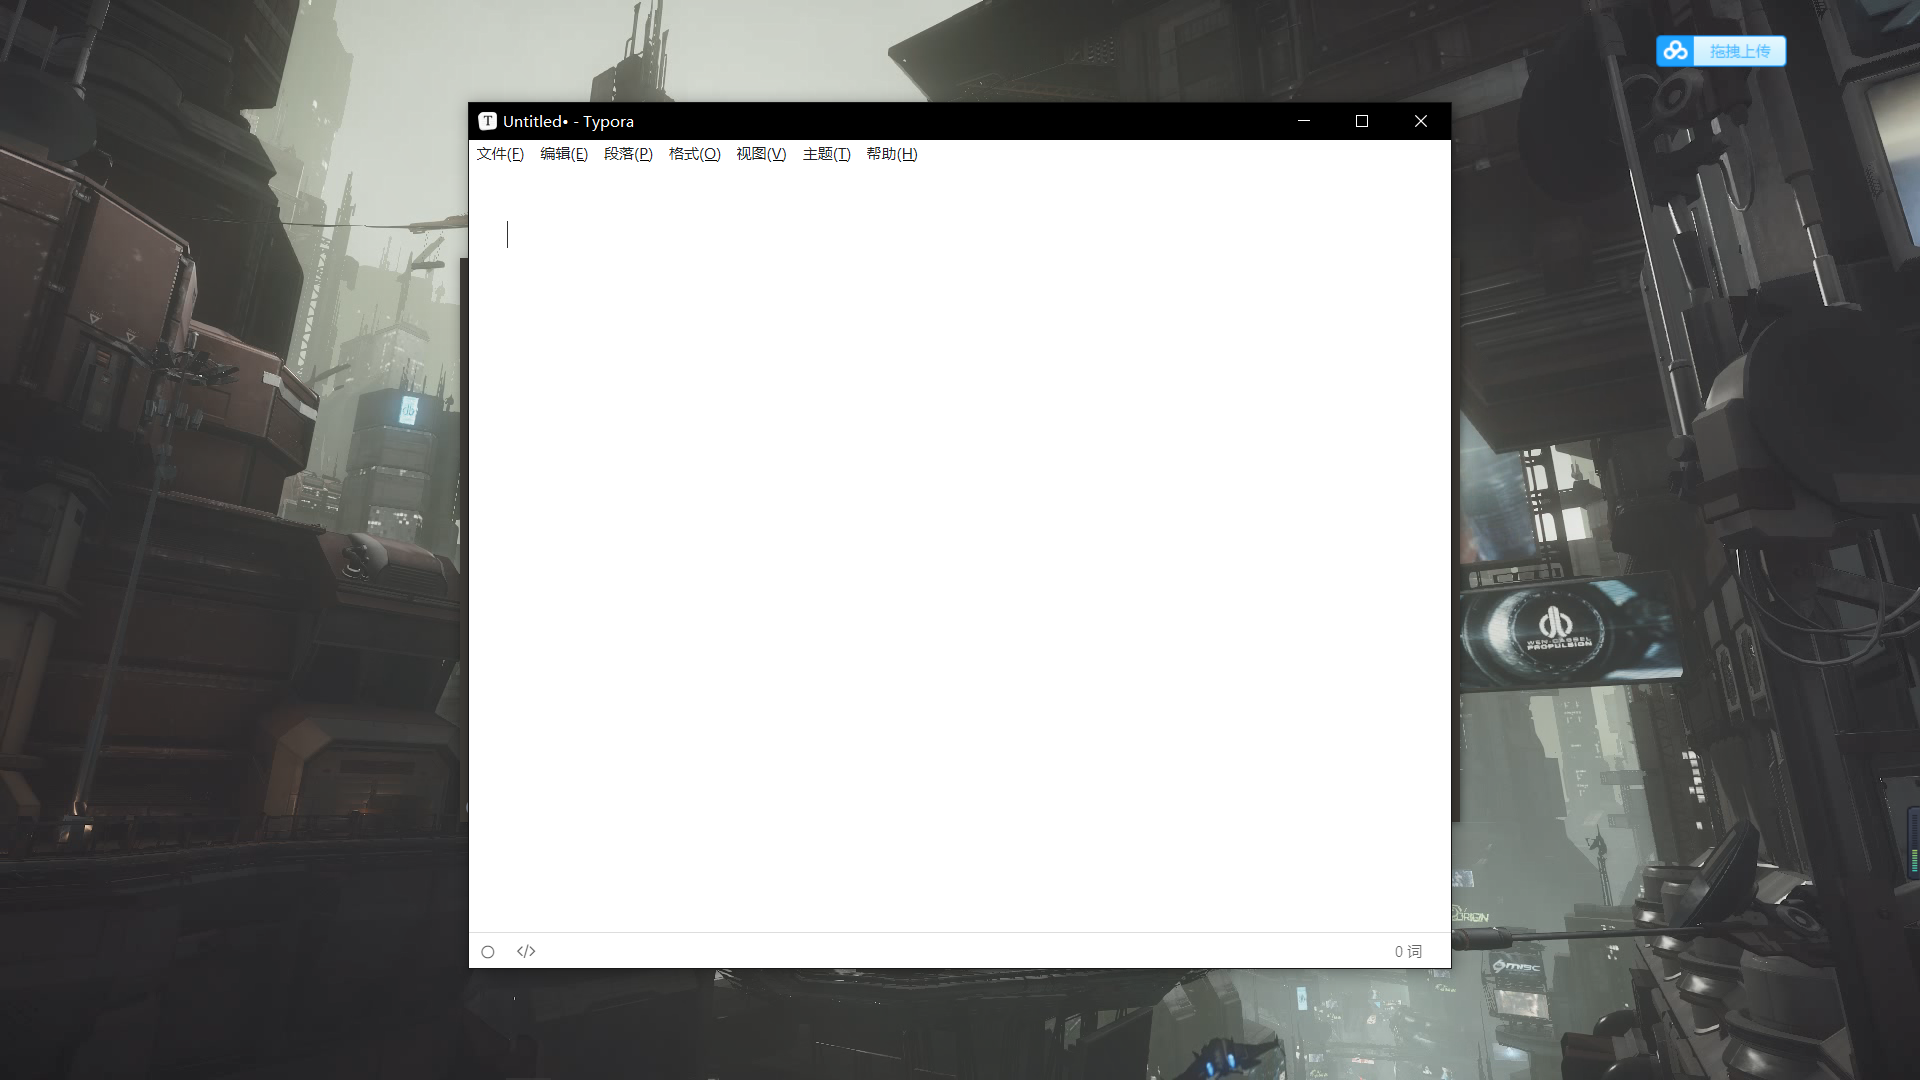 拖拽上传
Untitled• - Typora
文件(F) 编辑(E) 段落(P) 格式(O) 视图(V) 主题(T) 帮助(H)
WEN-CASSEL
PROPULSION
ORIGIN
MISC
</> 0 词